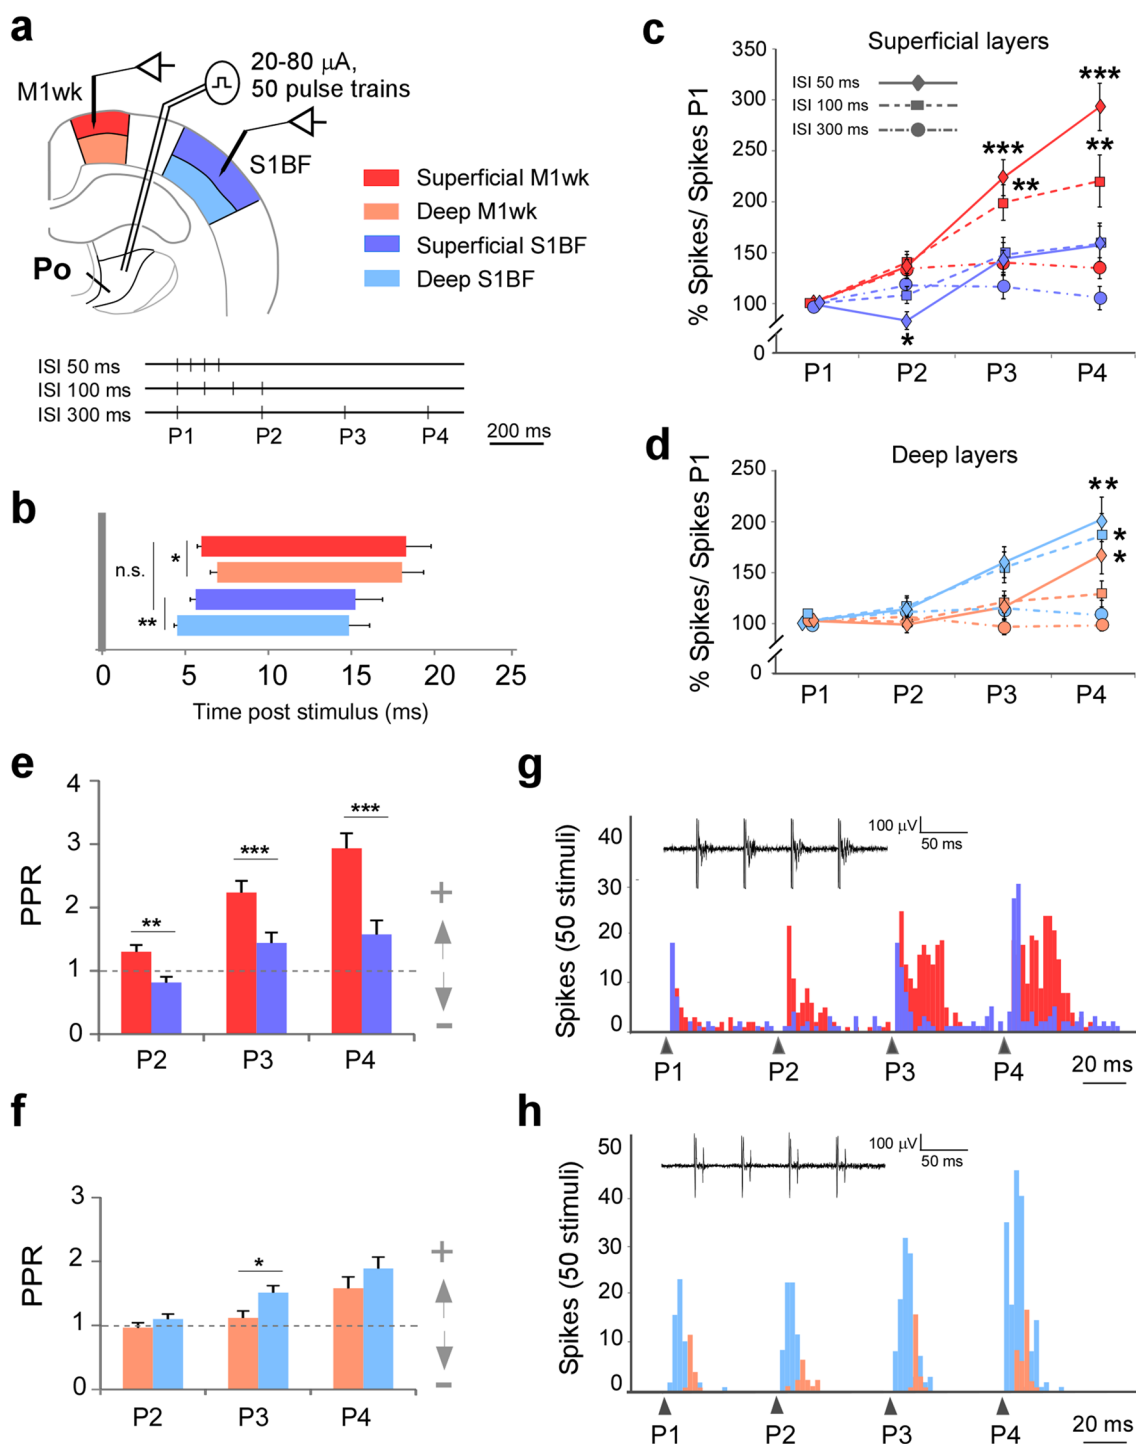 a
M1wk
20-80 µA,
50 pulse trains
S1BF
Po
Superficial M1wk
Deep M1wk
Superficial S1BF
Deep S1BF
ISI 50 ms
ISI 100 ms
ISI 300 ms
P1 P2 P3 P4
200 ms
b
n.s.
*
**
0 5 10 15 20 25
Time post stimulus (ms)
c
Superficial layers
% Spikes/ Spikes P1
350
300
250
200
150
100
0
ISI 50 ms
ISI 100 ms
ISI 300 ms
***
**
***
**
*
P1 P2 P3 P4
d
Deep layers
% Spikes/ Spikes P1
250
200
150
100
0
**
*
*
P1 P2 P3 P4
e
PPR
4
3
2
1
0
**
***
***
+
-
P2 P3 P4
f
PPR
3
2
1
0
*
+
-
P2 P3 P4
g
Spikes (50 stimuli)
40
30
20
10
0
100 µV
50 ms
P1 P2 P3 P4
20 ms
h
Spikes (50 stimuli)
50
40
30
20
10
0
100 µV
50 ms
P1 P2 P3 P4
20 ms